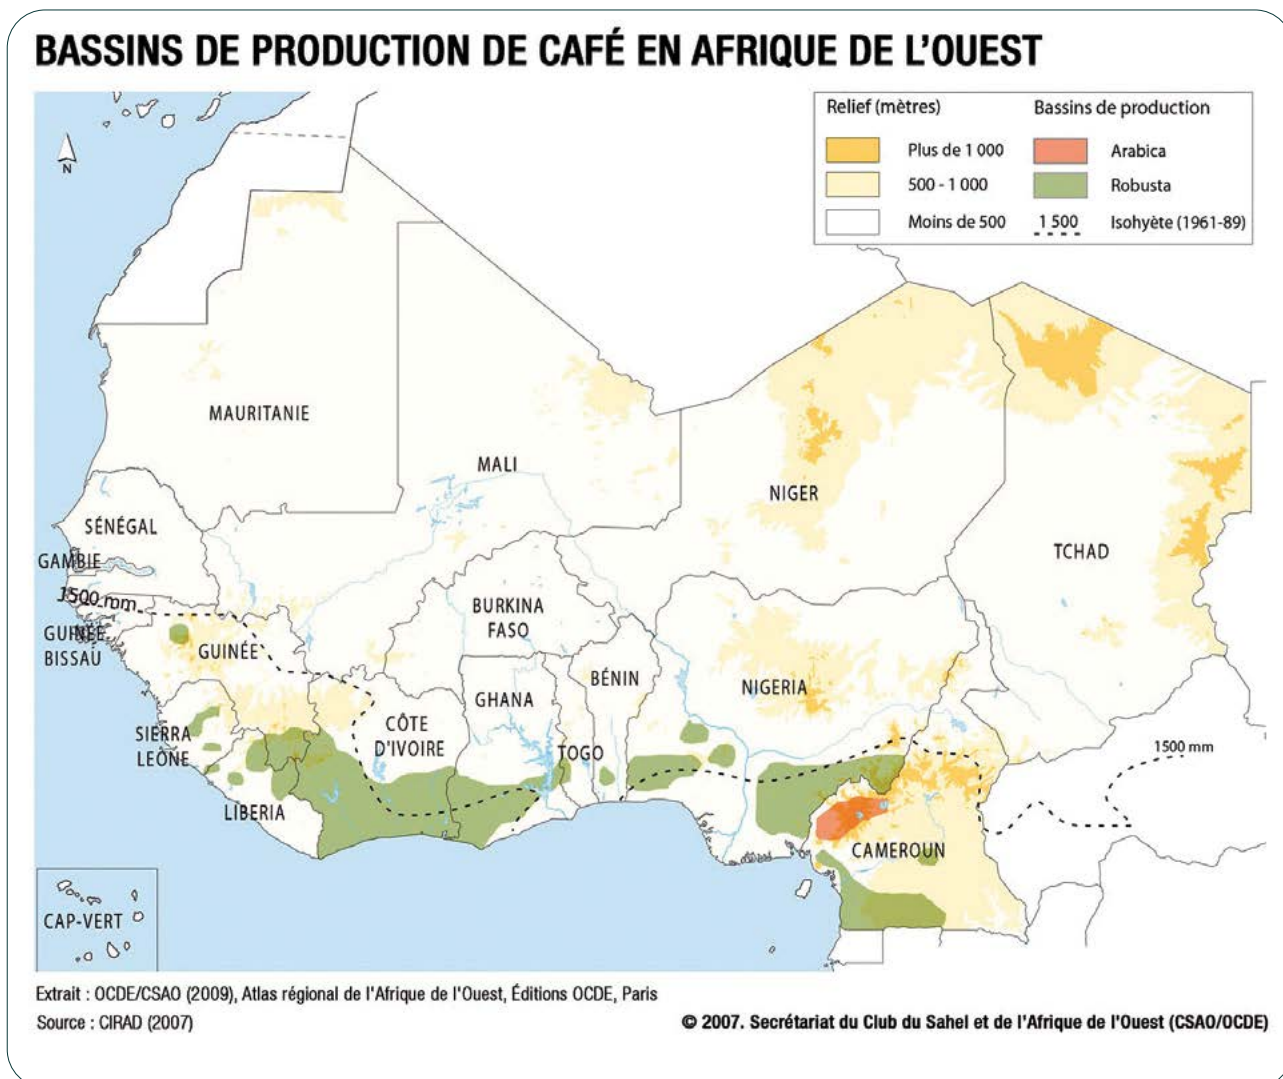 BASSINS DE PRODUCTION DE CAFÉ EN AFRIQUE DE L'OUEST
Relief (mètres)
Bassins de production
Plus de 1 000
Arabica
500 - 1 000
Robusta
Moins de 500
1 500
Isohyète (1961-89)
N
MAURITANIE
MALI
NIGER
SÉNÉGAL
TCHAD
GAMBIE
1500 mm
BURKINA
FASO
GUINÉE
BISSAU
GUINÉE
BÉNIN
NIGERIA
GHANA
CÔTE
D'IVOIRE
SIERRA
LEÔNE
TOGO
1500 mm
LIBERIA
CAMEROUN
CAP-VERT
Extrait : OCDE/CSAO (2009), Atlas régional de l'Afrique de l'Ouest, Éditions OCDE, Paris
Source : CIRAD (2007)
© 2007. Secrétariat du Club du Sahel et de l'Afrique de l'Ouest (CSAO/OCDE)